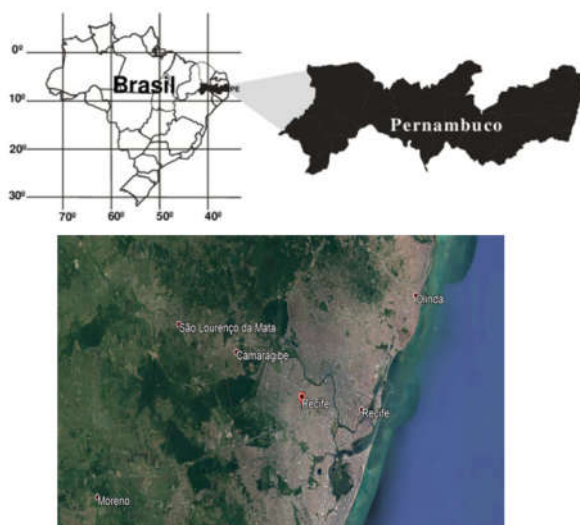 0º
10º
20º
30º
70º
60º
50º
40º
Brasil
Pernambuco
Olinda
São Lourenço da Mata
Camaragibe
Recife
Recife
Moreno